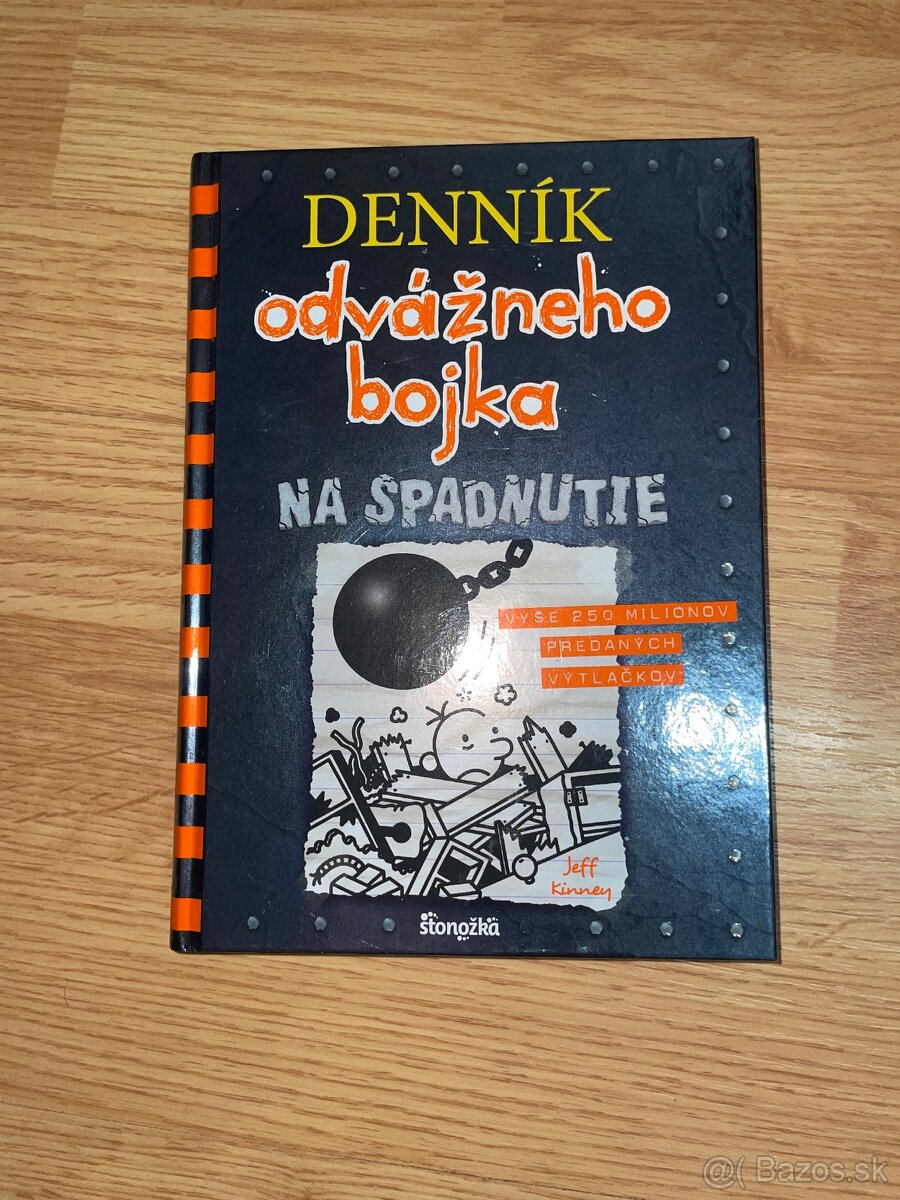 DENNÍK
odvážneho
bojka
NA SPADNUTIE
VYŠE 250 MILIÓNOV
PREDANÝCH
VÝTLAČKOV
Jeff
Kinney
stonožka
@( Bazos.sk